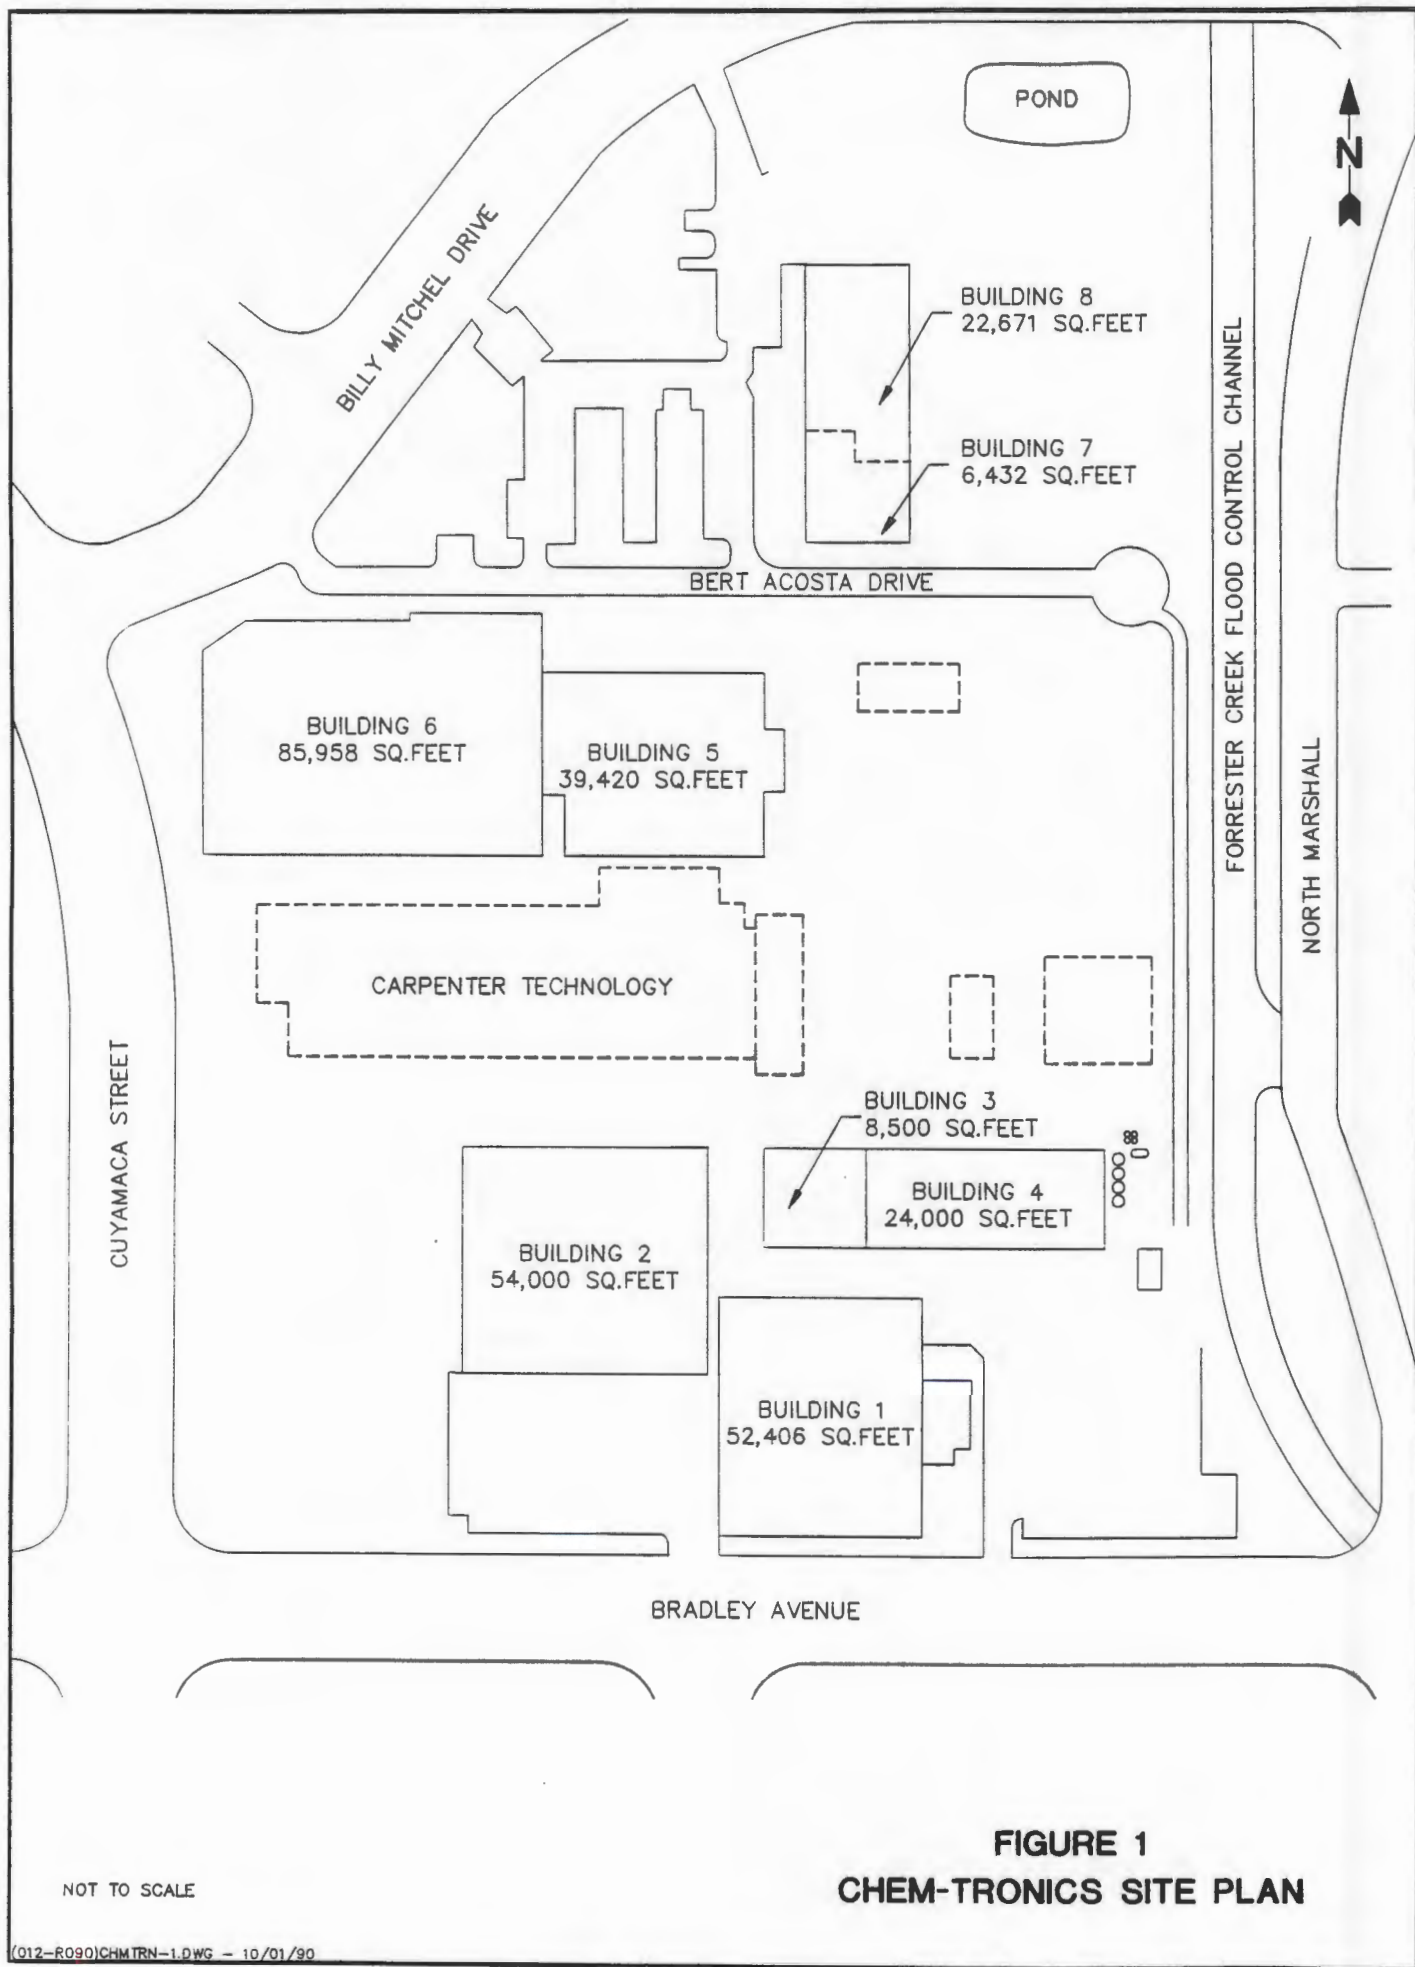 POND
N
BILLY MITCHEL DRIVE
BUILDING 8
22,671 SQ.FEET
BUILDING 7
6,432 SQ.FEET
FORRESTER CREEK FLOOD CONTROL CHANNEL
BERT ACOSTA DRIVE
BUILDING 6
85,958 SQ.FEET
BUILDING 5
39,420 SQ.FEET
NORTH MARSHALL
CARPENTER TECHNOLOGY
CUYAMACA STREET
BUILDING 3
8,500 SQ.FEET
BUILDING 4
24,000 SQ.FEET
BUILDING 2
54,000 SQ.FEET
BUILDING 1
52,406 SQ.FEET
BRADLEY AVENUE
FIGURE 1
CHEM-TRONICS SITE PLAN
NOT TO SCALE
(012-R090)CHMTRN-1.DWG - 10/01/90